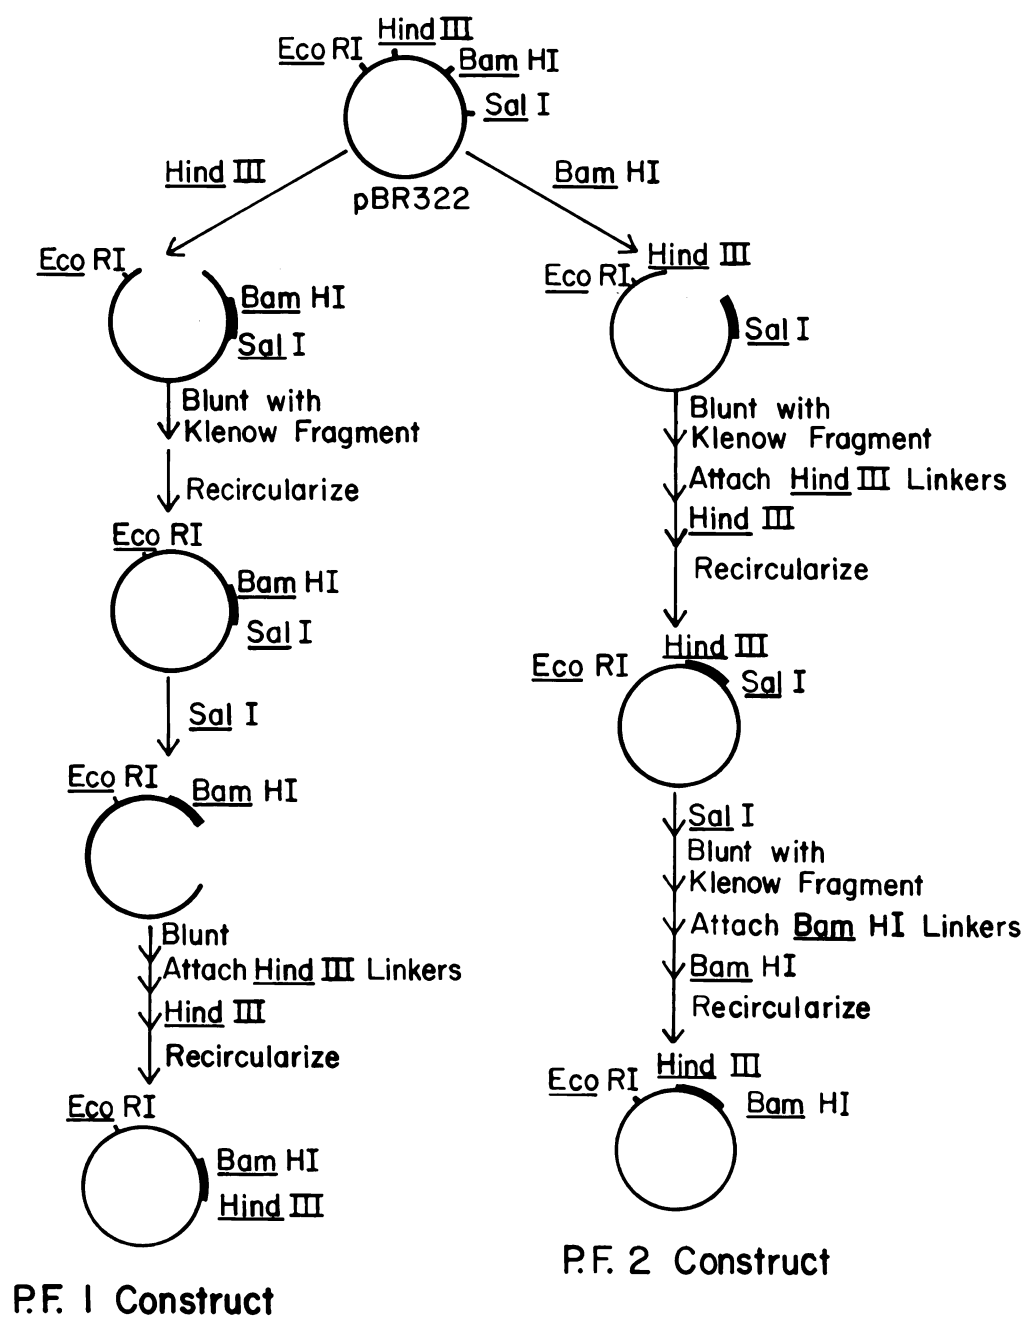 Hind III
Eco RI
Bam HI
Sal I
pBR322
Hind III
Eco RI
Bam HI
Sal I
Blunt with
Klenow Fragment
Recircularize
Eco RI
Bam HI
Sal I
Sal I
Eco RI
Bam HI
Blunt
Attach Hind III Linkers
Hind III
Recircularize
Eco RI
Bam HI
Hind III
P.F. 1 Construct
Bam HI
Hind III
Eco RI
Sal I
Blunt with
Klenow Fragment
Attach Hind III Linkers
Hind III
Recircularize
Hind III
Eco RI
Sal I
Sal I
Blunt with
Klenow Fragment
Attach Bam HI Linkers
Bam HI
Recircularize
Hind III
Eco RI
Bam HI
P.F. 2 Construct